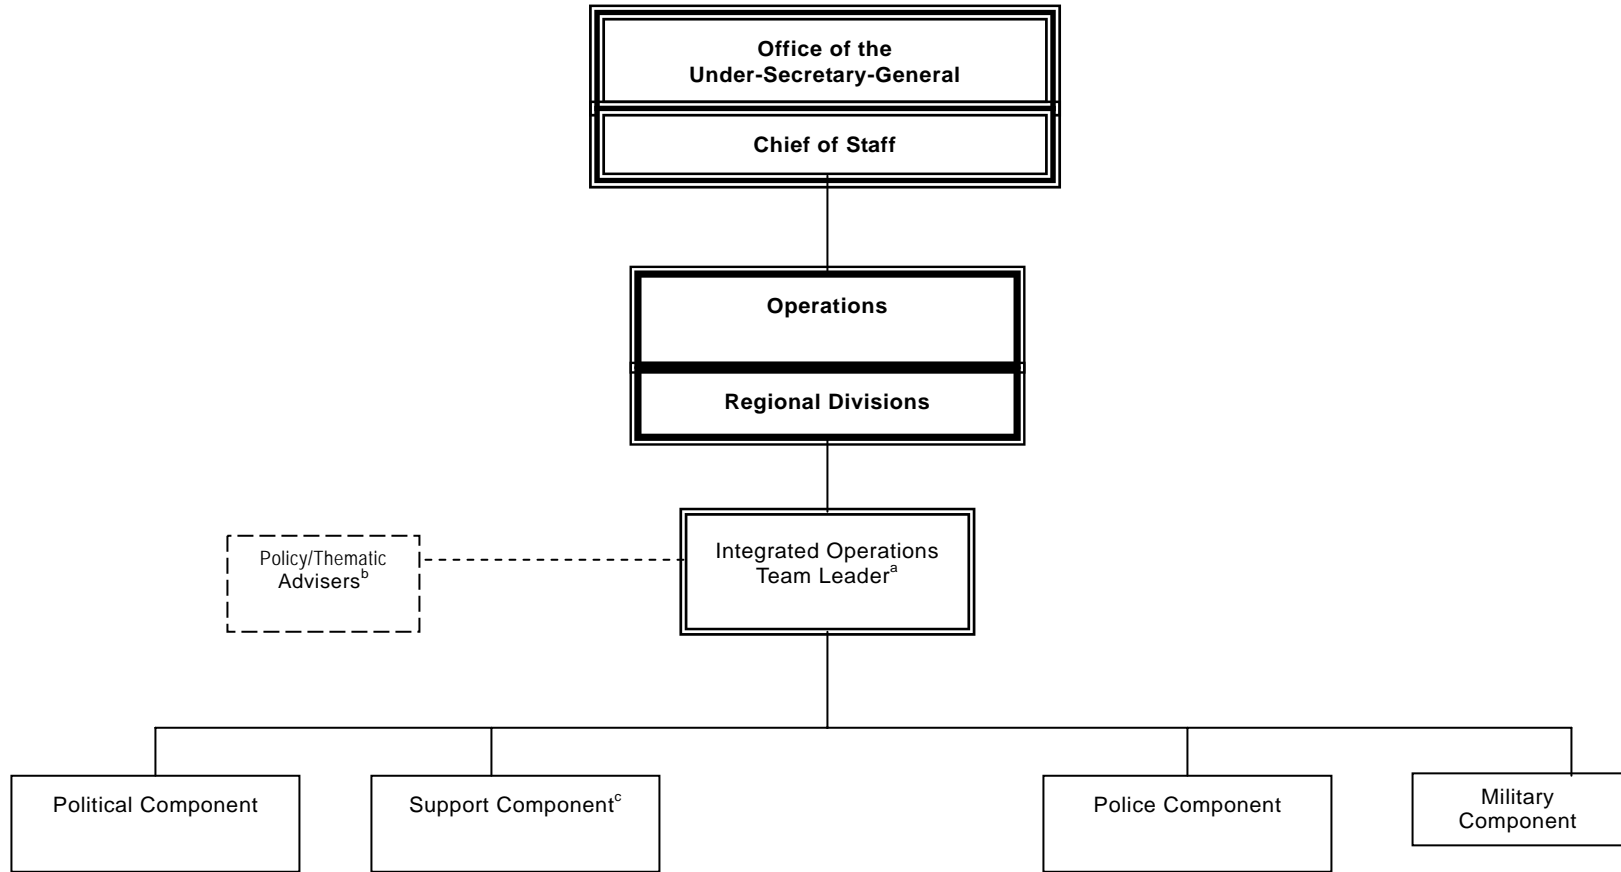 Office of the
Under-Secretary-General
Chief of Staff
Operations
Regional Divisions
Policy/Thematic
Advisersᵇ
Integrated Operations
Team Leaderᵃ
Political Component
Support Componentᶜ
Police Component
Military
Component